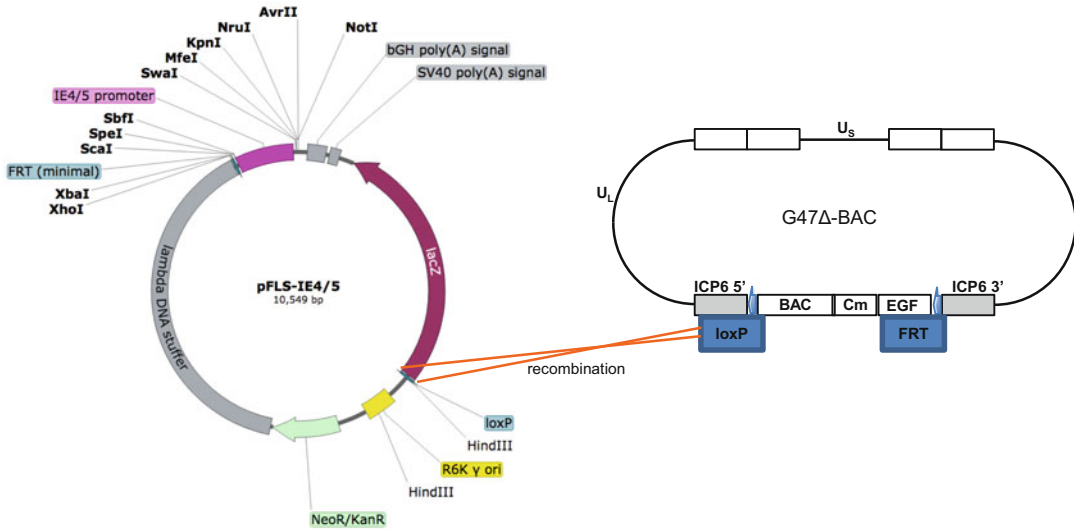 AvrII
NruI
NotI
KpnI
MfeI
SwaI
bGH poly(A) signal
SV40 poly(A) signal
IE4/5 promoter
SbfI
SpeI
ScaI
FRT (minimal)
XbaI
XhoI
lambda DNA stuffer
lacZ
pFLS-IE4/5
10,549 bp
loxP
HindIII
R6K γ ori
HindIII
NeoR/KanR
recombination
U_S
U_L
G47Δ-BAC
ICP6 5’
ICP6 3’
BAC
Cm
EGF
loxP
FRT